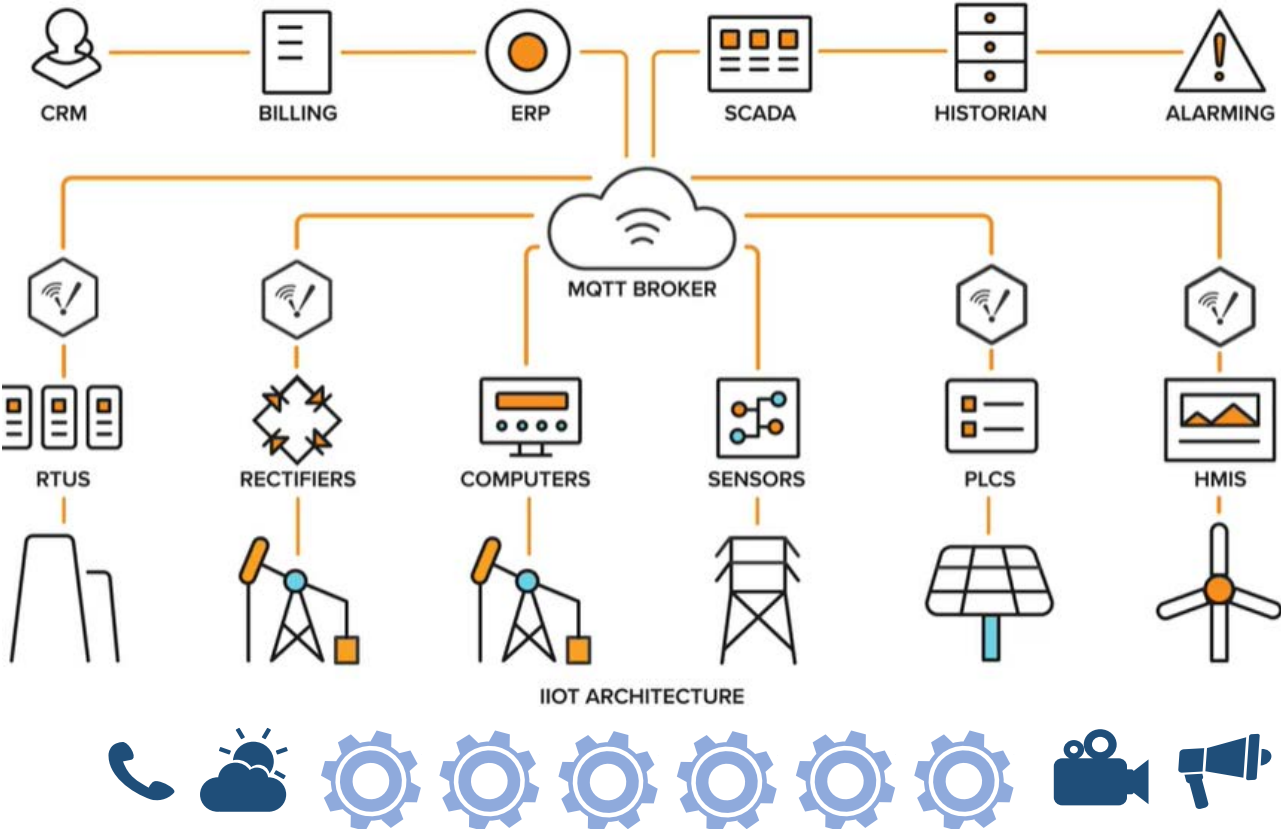 CRM
BILLING
ERP
SCADA
HISTORIAN
ALARMING
MQTT BROKER
RTUS
RECTIFIERS
COMPUTERS
SENSORS
PLCS
HMIS
IIOT ARCHITECTURE